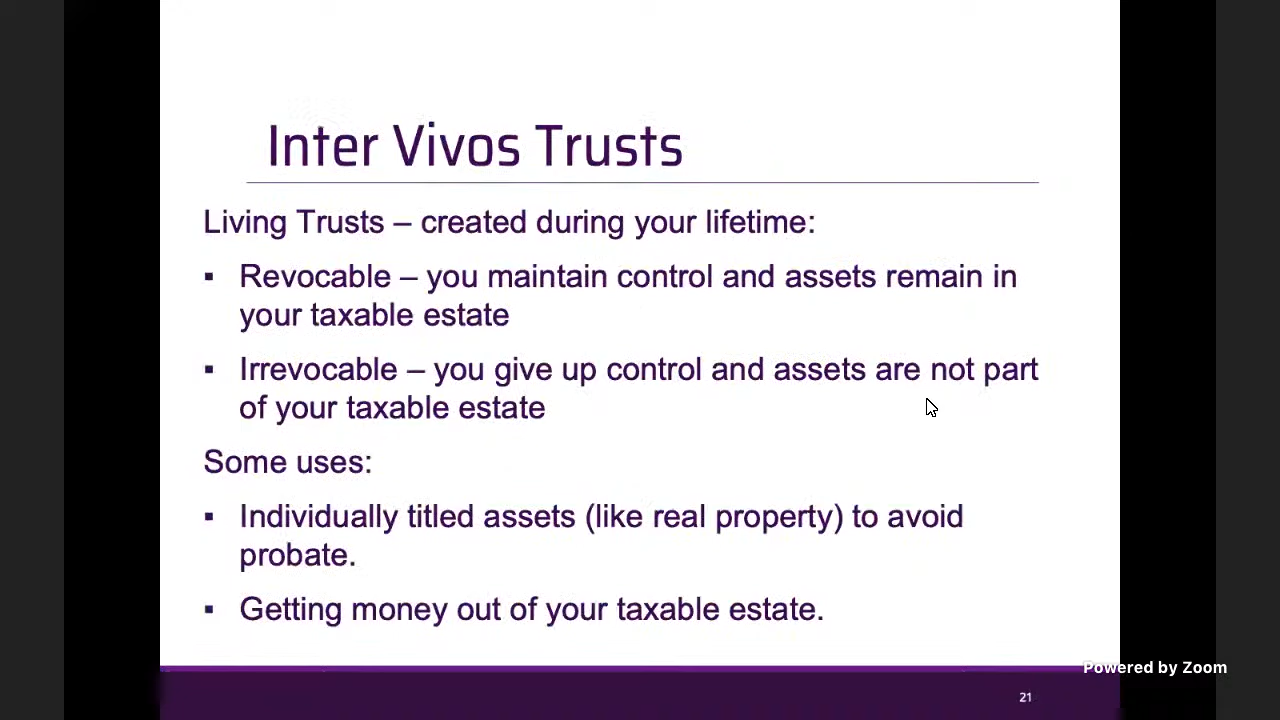 Inter Vivos Trusts
Living Trusts – created during your lifetime:
▪ Revocable – you maintain control and assets remain in
your taxable estate
▪ Irrevocable – you give up control and assets are not part
of your taxable estate
Some uses:
▪ Individually titled assets (like real property) to avoid
probate.
▪ Getting money out of your taxable estate.
Powered by Zoom
21